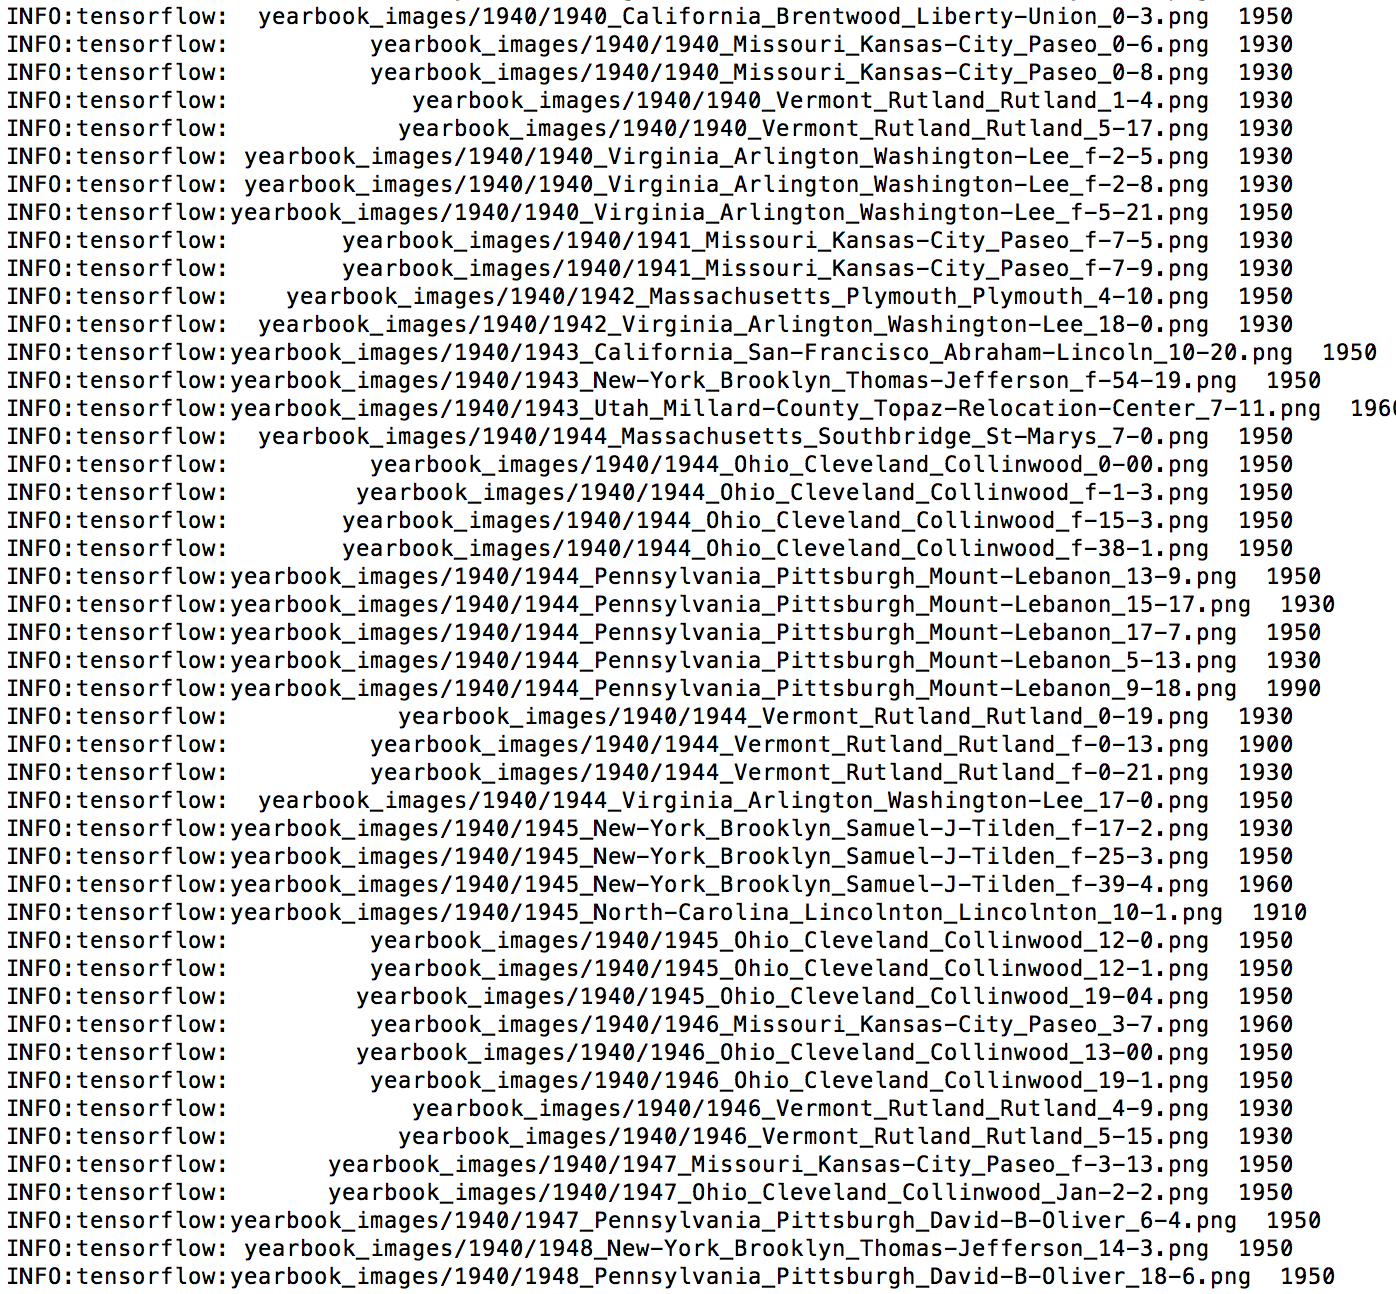 INFO:tensorflow: yearbook_images/1940/1940_California_Brentwood_Liberty-Union_0-3.png 1950
INFO:tensorflow: yearbook_images/1940/1940_Missouri_Kansas-City_Paseo_0-6.png 1930
INFO:tensorflow: yearbook_images/1940/1940_Missouri_Kansas-City_Paseo_0-8.png 1930
INFO:tensorflow: yearbook_images/1940/1940_Vermont_Rutland_Rutland_1-4.png 1930
INFO:tensorflow: yearbook_images/1940/1940_Vermont_Rutland_Rutland_5-17.png 1930
INFO:tensorflow: yearbook_images/1940/1940_Virginia_Arlington_Washington-Lee_f-2-5.png 1930
INFO:tensorflow: yearbook_images/1940/1940_Virginia_Arlington_Washington-Lee_f-2-8.png 1930
INFO:tensorflow:yearbook_images/1940/1940_Virginia_Arlington_Washington-Lee_f-5-21.png 1950
INFO:tensorflow: yearbook_images/1940/1941_Missouri_Kansas-City_Paseo_f-7-5.png 1930
INFO:tensorflow: yearbook_images/1940/1941_Missouri_Kansas-City_Paseo_f-7-9.png 1930
INFO:tensorflow: yearbook_images/1940/1942_Massachusetts_Plymouth_Plymouth_4-10.png 1950
INFO:tensorflow: yearbook_images/1940/1942_Virginia_Arlington_Washington-Lee_18-0.png 1930
INFO:tensorflow:yearbook_images/1940/1943_California_San-Francisco_Abraham-Lincoln_10-20.png 1950
INFO:tensorflow:yearbook_images/1940/1943_New-York_Brooklyn_Thomas-Jefferson_f-54-19.png 1950
INFO:tensorflow:yearbook_images/1940/1943_Utah_Millard-County_Topaz-Relocation-Center_7-11.png 1960
INFO:tensorflow: yearbook_images/1940/1944_Massachusetts_Southbridge_St-Marys_7-0.png 1950
INFO:tensorflow: yearbook_images/1940/1944_Ohio_Cleveland_Collinwood_0-00.png 1950
INFO:tensorflow: yearbook_images/1940/1944_Ohio_Cleveland_Collinwood_f-1-3.png 1950
INFO:tensorflow: yearbook_images/1940/1944_Ohio_Cleveland_Collinwood_f-15-3.png 1950
INFO:tensorflow: yearbook_images/1940/1944_Ohio_Cleveland_Collinwood_f-38-1.png 1950
INFO:tensorflow:yearbook_images/1940/1944_Pennsylvania_Pittsburgh_Mount-Lebanon_13-9.png 1950
INFO:tensorflow:yearbook_images/1940/1944_Pennsylvania_Pittsburgh_Mount-Lebanon_15-17.png 1930
INFO:tensorflow:yearbook_images/1940/1944_Pennsylvania_Pittsburgh_Mount-Lebanon_17-7.png 1950
INFO:tensorflow:yearbook_images/1940/1944_Pennsylvania_Pittsburgh_Mount-Lebanon_5-13.png 1930
INFO:tensorflow:yearbook_images/1940/1944_Pennsylvania_Pittsburgh_Mount-Lebanon_9-18.png 1990
INFO:tensorflow: yearbook_images/1940/1944_Vermont_Rutland_Rutland_0-19.png 1930
INFO:tensorflow: yearbook_images/1940/1944_Vermont_Rutland_Rutland_f-0-13.png 1900
INFO:tensorflow: yearbook_images/1940/1944_Vermont_Rutland_Rutland_f-0-21.png 1930
INFO:tensorflow: yearbook_images/1940/1944_Virginia_Arlington_Washington-Lee_17-0.png 1950
INFO:tensorflow:yearbook_images/1940/1945_New-York_Brooklyn_Samuel-J-Tilden_f-17-2.png 1930
INFO:tensorflow:yearbook_images/1940/1945_New-York_Brooklyn_Samuel-J-Tilden_f-25-3.png 1950
INFO:tensorflow:yearbook_images/1940/1945_New-York_Brooklyn_Samuel-J-Tilden_f-39-4.png 1960
INFO:tensorflow:yearbook_images/1940/1945_North-Carolina_Lincolnton_Lincolnton_10-1.png 1910
INFO:tensorflow: yearbook_images/1940/1945_Ohio_Cleveland_Collinwood_12-0.png 1950
INFO:tensorflow: yearbook_images/1940/1945_Ohio_Cleveland_Collinwood_12-1.png 1950
INFO:tensorflow: yearbook_images/1940/1945_Ohio_Cleveland_Collinwood_19-04.png 1950
INFO:tensorflow: yearbook_images/1940/1946_Missouri_Kansas-City_Paseo_3-7.png 1960
INFO:tensorflow: yearbook_images/1940/1946_Ohio_Cleveland_Collinwood_13-00.png 1950
INFO:tensorflow: yearbook_images/1940/1946_Ohio_Cleveland_Collinwood_19-1.png 1950
INFO:tensorflow: yearbook_images/1940/1946_Vermont_Rutland_Rutland_4-9.png 1930
INFO:tensorflow: yearbook_images/1940/1946_Vermont_Rutland_Rutland_5-15.png 1930
INFO:tensorflow: yearbook_images/1940/1947_Missouri_Kansas-City_Paseo_f-3-13.png 1950
INFO:tensorflow: yearbook_images/1940/1947_Ohio_Cleveland_Collinwood_Jan-2-2.png 1950
INFO:tensorflow:yearbook_images/1940/1947_Pennsylvania_Pittsburgh_David-B-Oliver_6-4.png 1950
INFO:tensorflow: yearbook_images/1940/1948_New-York_Brooklyn_Thomas-Jefferson_14-3.png 1950
INFO:tensorflow:yearbook_images/1940/1948_Pennsylvania_Pittsburgh_David-B-Oliver_18-6.png 1950